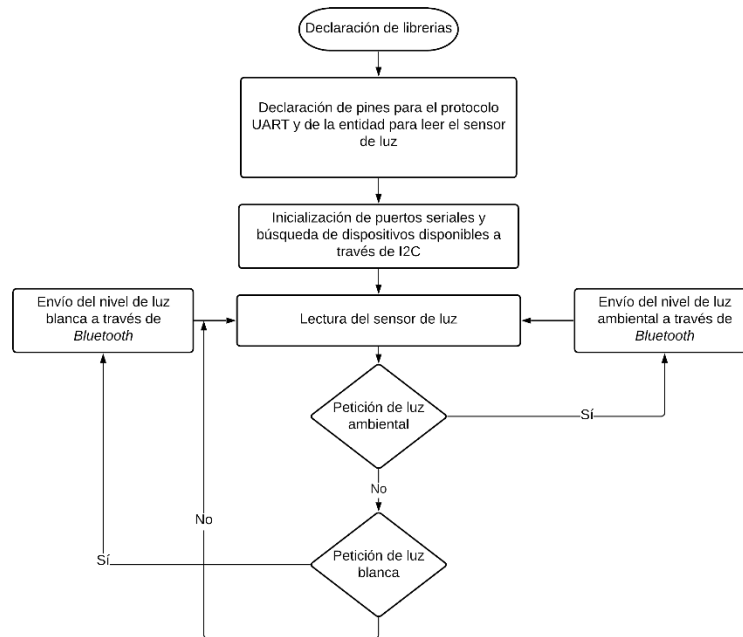 Declaración de librerias
Declaración de pines para el protocolo
UART y de la entidad para leer el sensor
de luz
Inicialización de puertos seriales y
búsqueda de dispositivos disponibles a
través de I2C
Envío del nivel de luz
blanca a través de
Bluetooth
Lectura del sensor de luz
Envío del nivel de luz
ambiental a través de
Bluetooth
Petición de luz
ambiental
Sí
No
No
Petición de luz
blanca
Sí